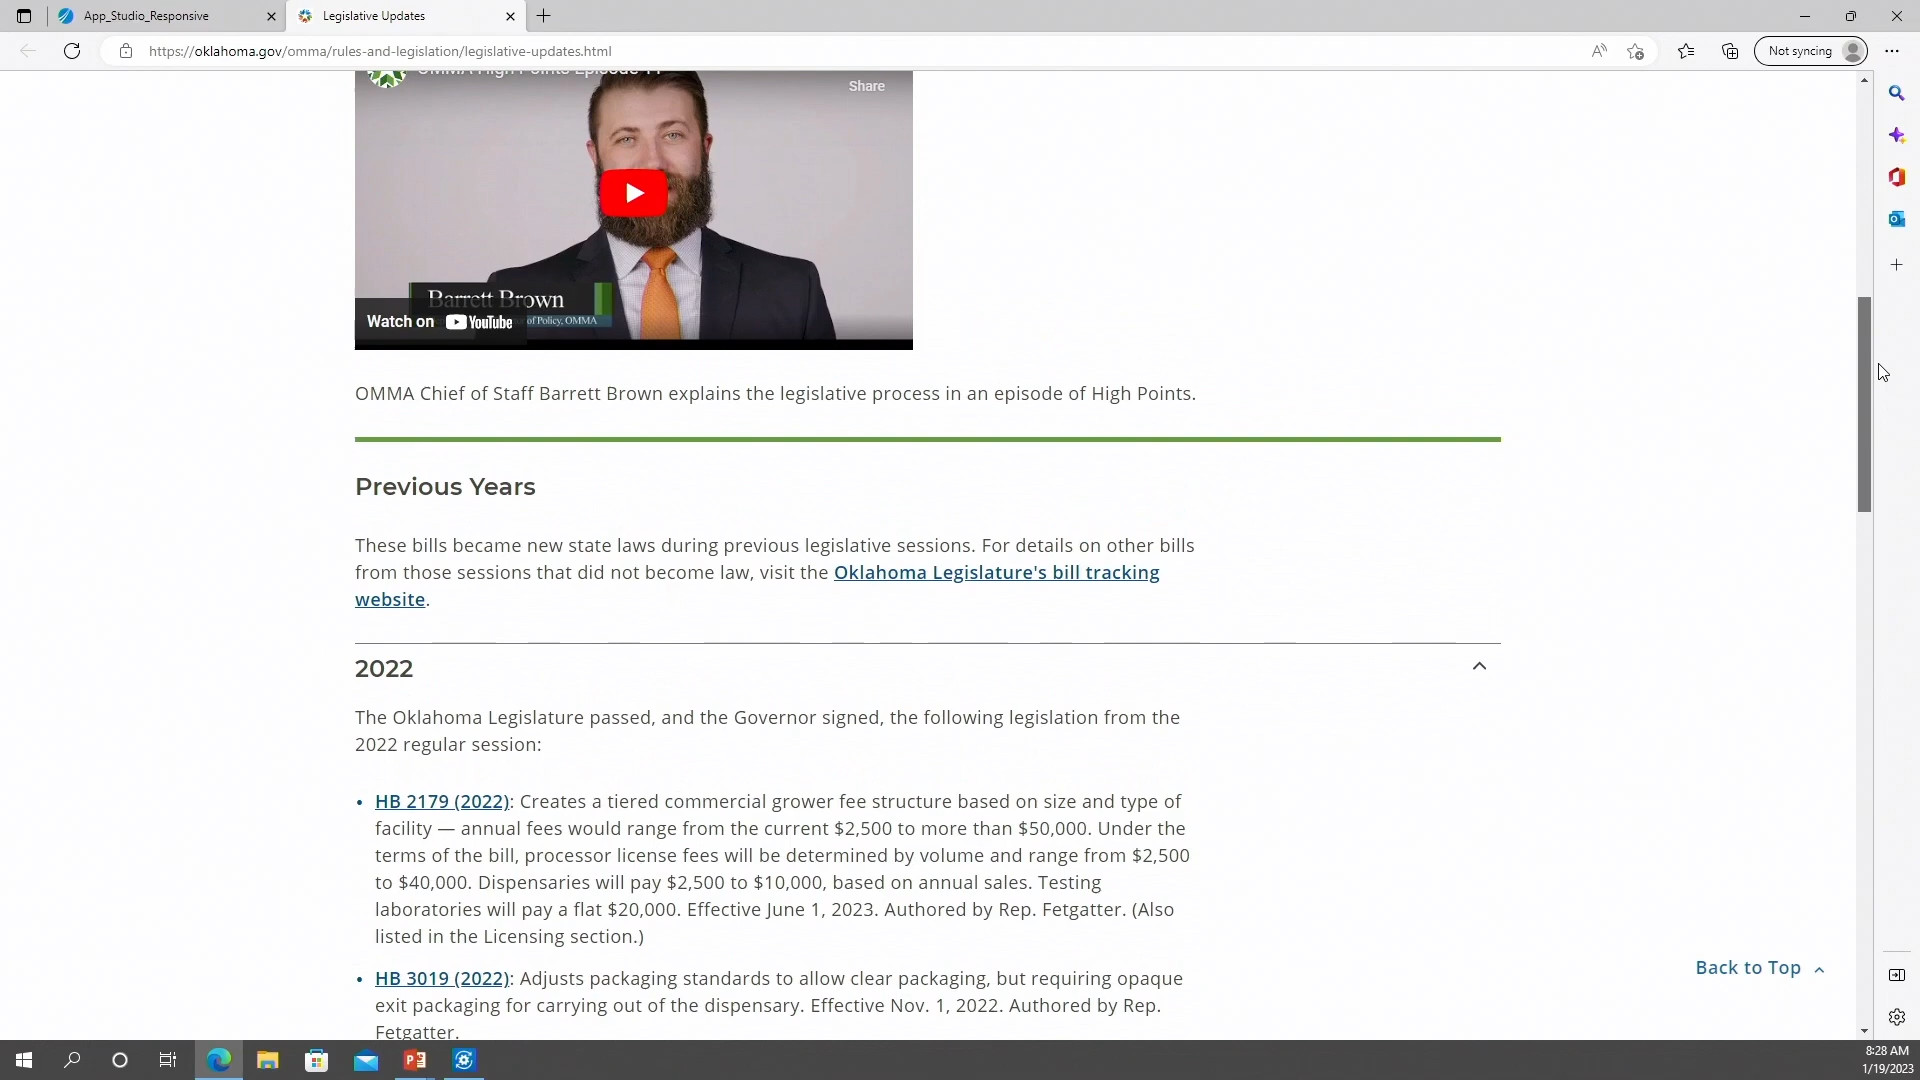 App_Studio_Responsive
Legislative Updates
https://oklahoma.gov/omma/rules-and-legislation/legislative-updates.html
Not syncing
OMMA High Points Episode 11
Share
Barrett Brown
of Policy, OMMA
Watch on YouTube
OMMA Chief of Staff Barrett Brown explains the legislative process in an episode of High Points.
Previous Years
These bills became new state laws during previous legislative sessions. For details on other bills
from those sessions that did not become law, visit the Oklahoma Legislature's bill tracking
website.
2022
The Oklahoma Legislature passed, and the Governor signed, the following legislation from the
2022 regular session:
• HB 2179 (2022): Creates a tiered commercial grower fee structure based on size and type of
facility — annual fees would range from the current $2,500 to more than $50,000. Under the
terms of the bill, processor license fees will be determined by volume and range from $2,500
to $40,000. Dispensaries will pay $2,500 to $10,000, based on annual sales. Testing
laboratories will pay a flat $20,000. Effective June 1, 2023. Authored by Rep. Fetgatter. (Also
listed in the Licensing section.)
• HB 3019 (2022): Adjusts packaging standards to allow clear packaging, but requiring opaque
exit packaging for carrying out of the dispensary. Effective Nov. 1, 2022. Authored by Rep.
Fetgatter.
Back to Top
8:28 AM
1/19/2023